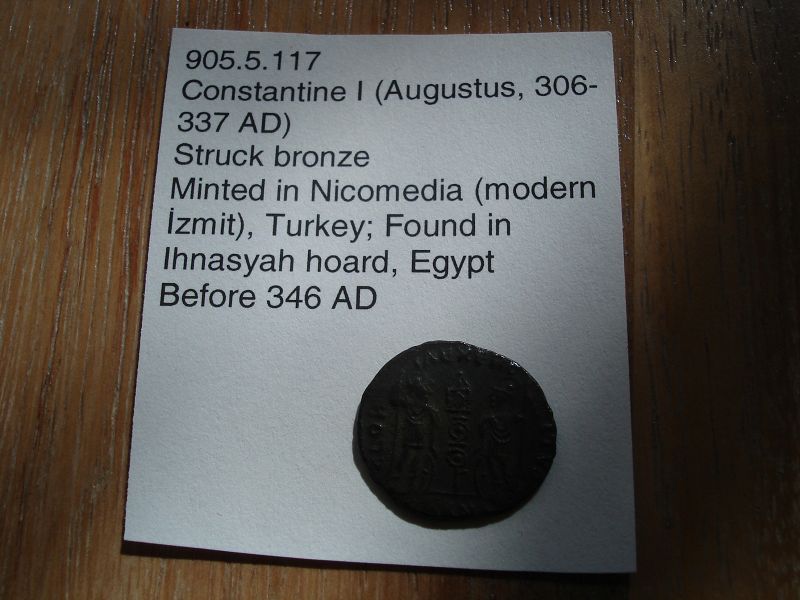 905.5.117
Constantine I (Augustus, 306-
337 AD)
Struck bronze
Minted in Nicomedia (modern
İzmit), Turkey; Found in
Ihnasyah hoard, Egypt
Before 346 AD